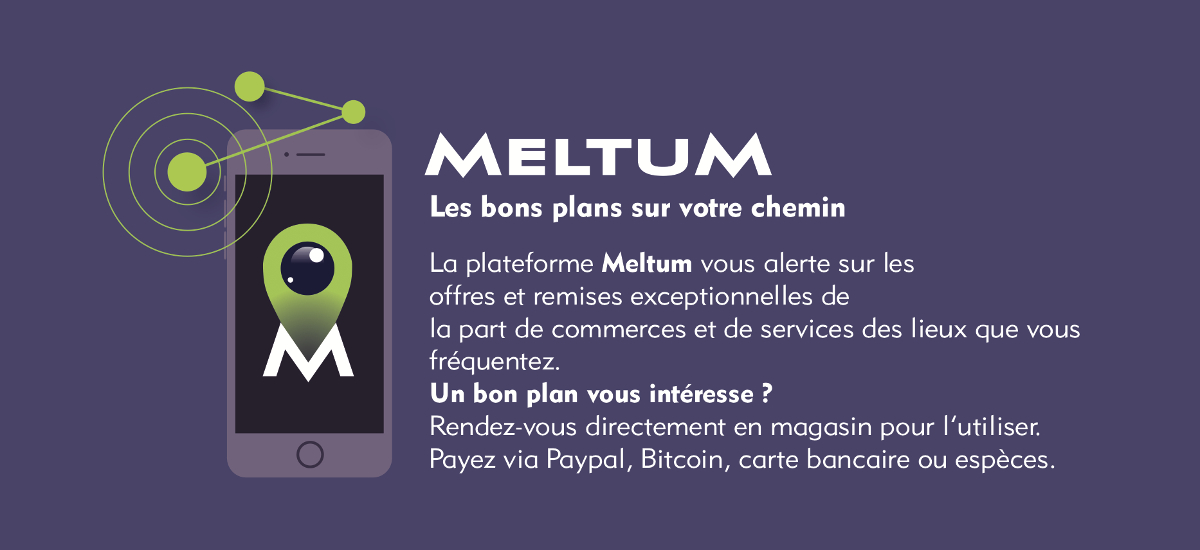 MELTUM
Les bons plans sur votre chemin
La plateforme Meltum vous alerte sur les
offres et remises exceptionnelles de
la part de commerces et de services des lieux que vous
fréquentez.
Un bon plan vous intéresse ?
Rendez-vous directement en magasin pour l'utiliser.
Payez via Paypal, Bitcoin, carte bancaire ou espèces.
M